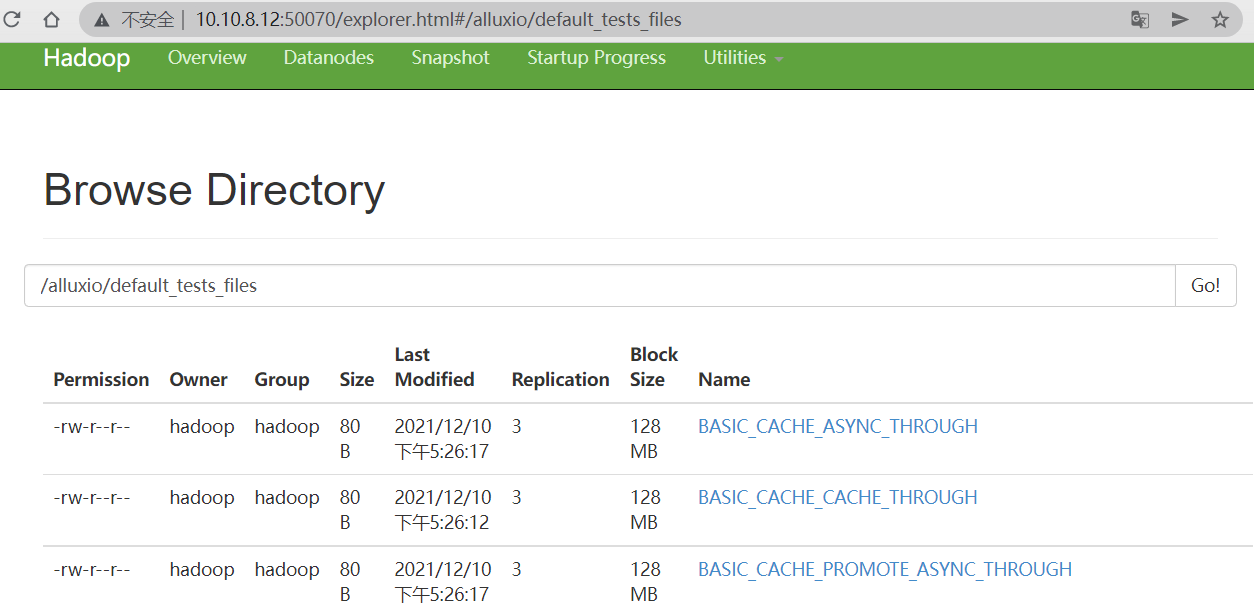 不安全 | 10.10.8.12:50070/explorer.html#/alluxio/default_tests_files
Hadoop Overview Datanodes Snapshot Startup Progress Utilities
Browse Directory
/alluxio/default_tests_files Go!
Permission Owner Group Size Last Modified Replication Block Size Name
-rw-r--r-- hadoop hadoop 80 B 2021/12/10 下午5:26:17 3 128 MB BASIC_CACHE_ASYNC_THROUGH
-rw-r--r-- hadoop hadoop 80 B 2021/12/10 下午5:26:12 3 128 MB BASIC_CACHE_CACHE_THROUGH
-rw-r--r-- hadoop hadoop 80 B 2021/12/10 下午5:26:17 3 128 MB BASIC_CACHE_PROMOTE_ASYNC_THROUGH